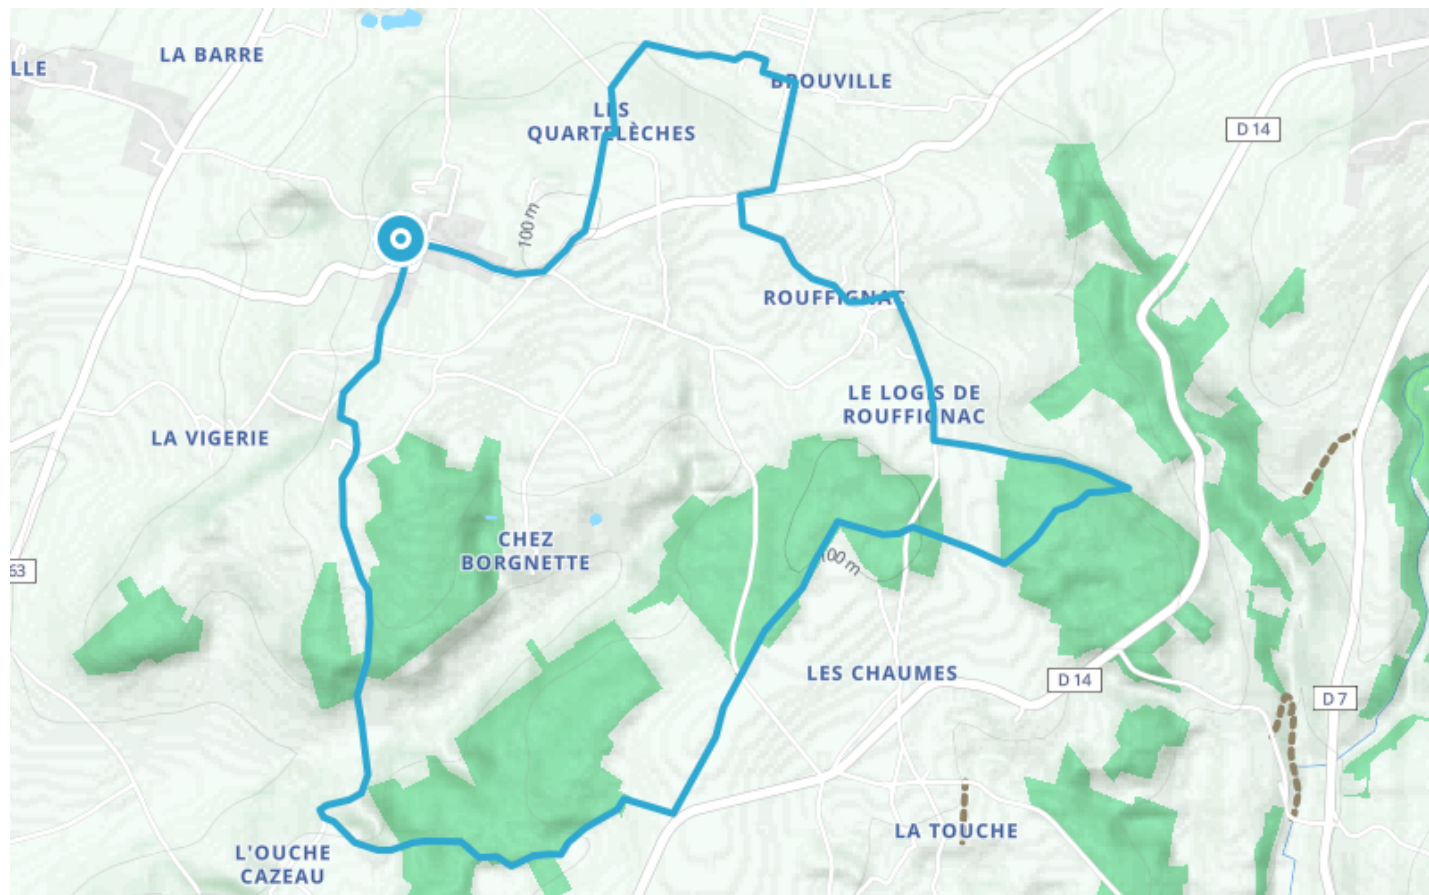 LA BARRE
LLE
BROUVILLE
LES
QUARTELÈCHES
D 14
100 m
ROUFFIGNAC
LE LOGIS DE
ROUFFIGNAC
LA VIGERIE
CHEZ
BORGNETTE
100 m
63
LES CHAUMES
D 14
D 7
LA TOUCHE
L'OUCHE
CAZEAU